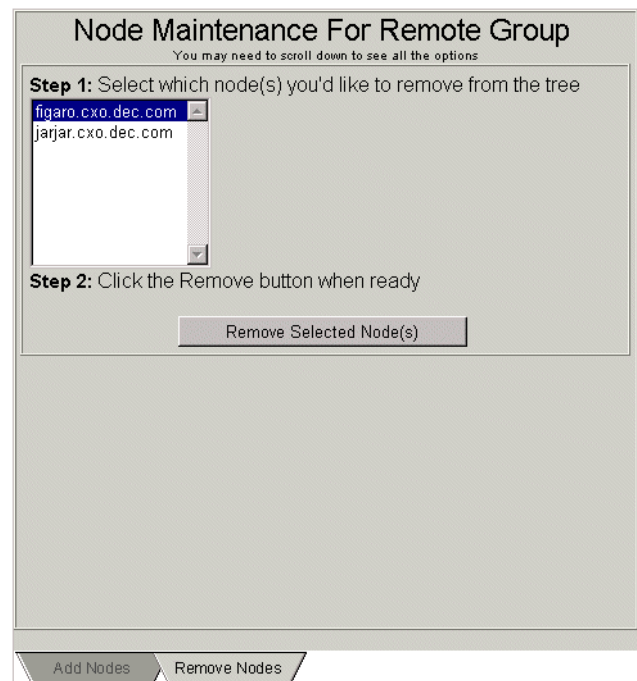 Node Maintenance For Remote Group
You may need to scroll down to see all the options
Step 1: Select which node(s) you'd like to remove from the tree
figaro.cxo.dec.com
jarjar.cxo.dec.com
Step 2: Click the Remove button when ready
Remove Selected Node(s)
Add Nodes
Remove Nodes